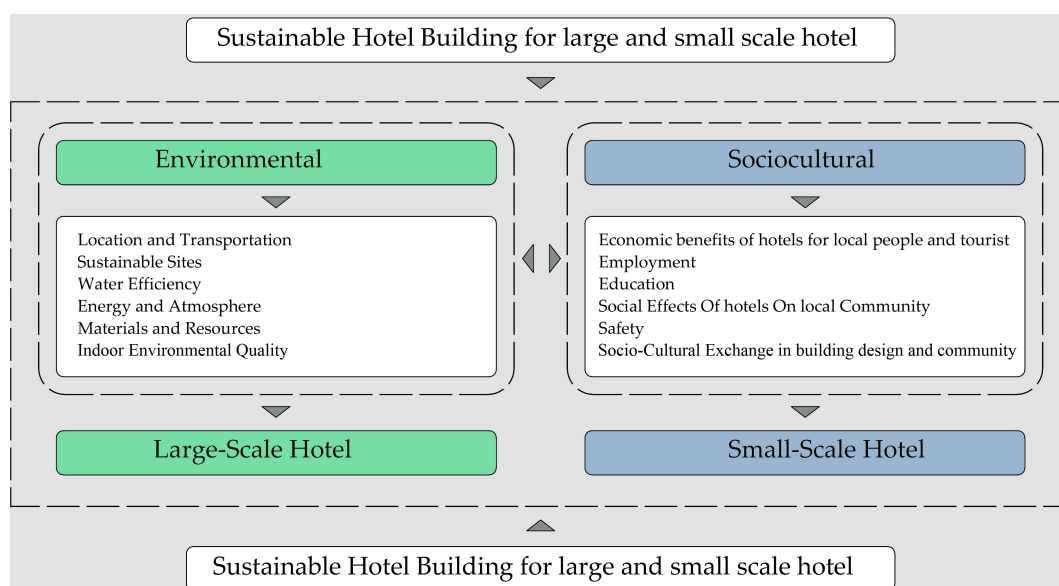 Sustainable Hotel Building for large and small scale hotel
Environmental
Location and Transportation
Sustainable Sites
Water Efficiency
Energy and Atmosphere
Materials and Resources
Indoor Environmental Quality
Large-Scale Hotel
Sociocultural
Economic benefits of hotels for local people and tourist
Employment
Education
Social Effects Of hotels On local Community
Safety
Socio-Cultural Exchange in building design and community
Small-Scale Hotel
Sustainable Hotel Building for large and small scale hotel